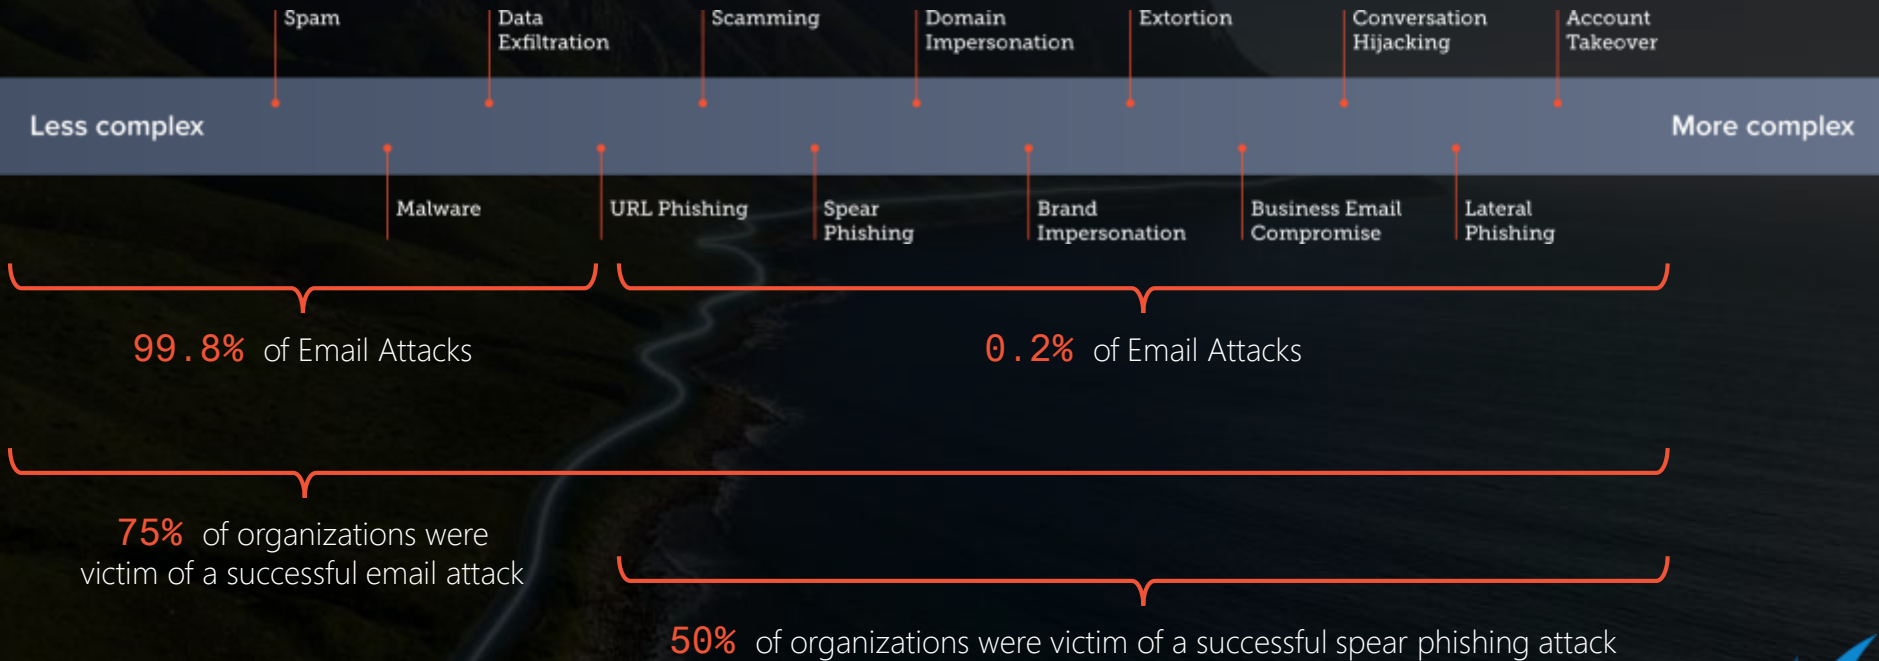 Spam
Data
Exfiltration
Scamming
Domain
Impersonation
Extortion
Conversation
Hijacking
Account
Takeover
Less complex
More complex
Malware
URL Phishing
Spear
Phishing
Brand
Impersonation
Business Email
Compromise
Lateral
Phishing
99.8% of Email Attacks
0.2% of Email Attacks
75% of organizations were
victim of a successful email attack
50% of organizations were victim of a successful spear phishing attack